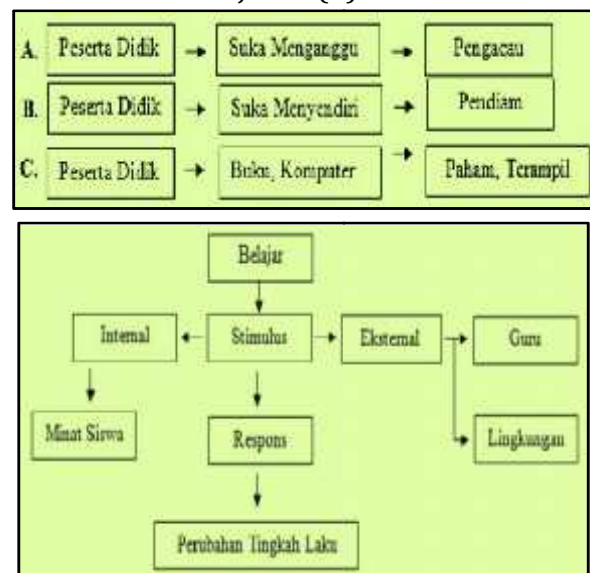 A. Peserta Didik → Suka Menganggu → Pengacau
B. Peserta Didik → Suka Menyendiri → Pendiam
C. Peserta Didik → Buku, Komputer → Paham, Terampil
Belajar
Internal ← Stimulus → Eksternal → Guru
Minat Siswa Respons Lingkungan
Perubahan Tingkah Laku